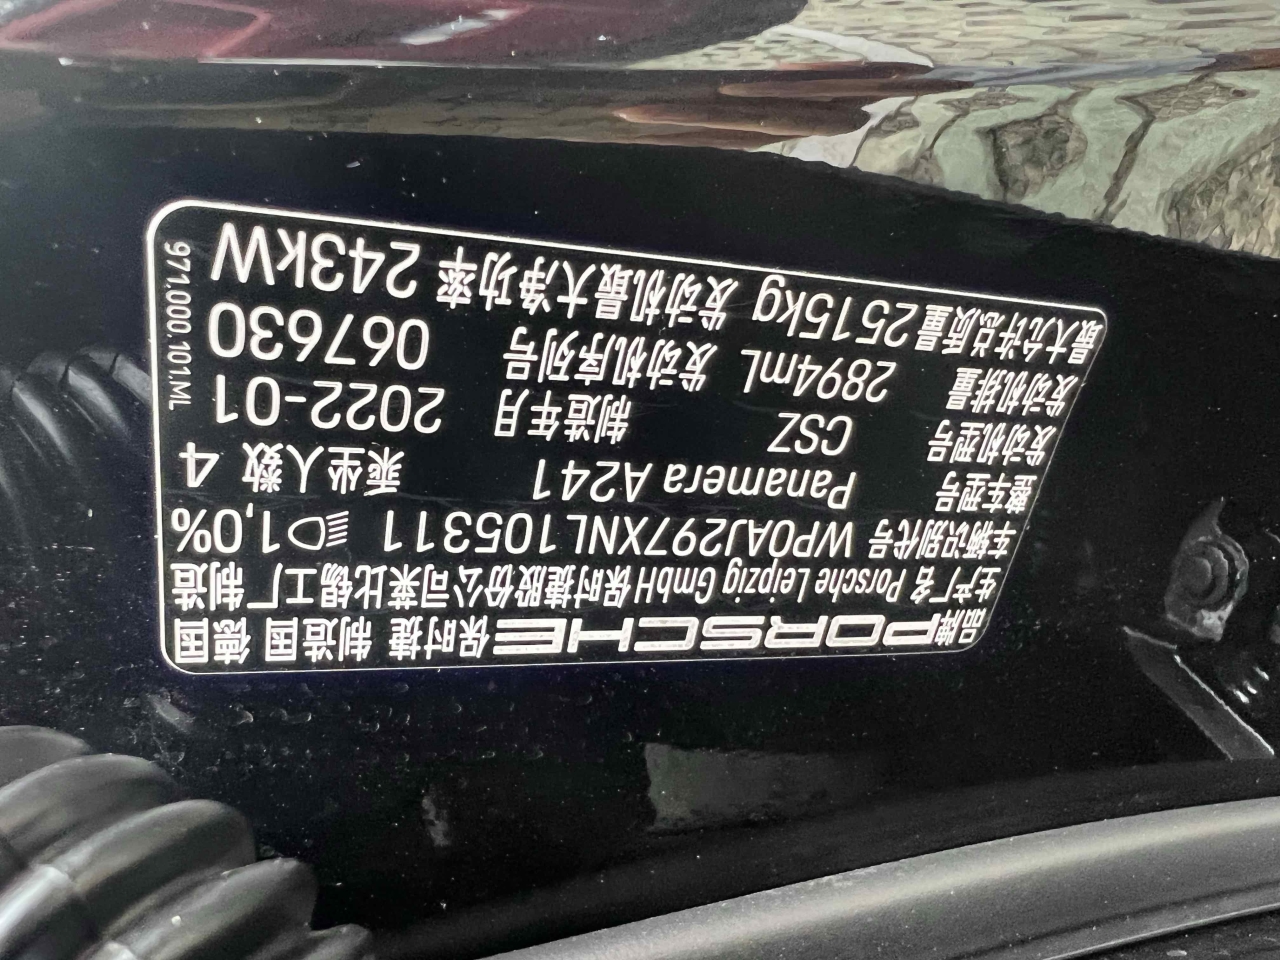 品牌 PORSCHE 保时捷 制造国 德国
生产厂名 Porsche Leipzig GmbH 保时捷股份公司莱比锡工厂 制造
车辆识别代号 WP0AJ297XNL105311 1,0%
整车型号 Panamera A241 乘坐人数 4
发动机型号 CSZ 制造年月 2022-01
发动机排量 2894mL 发动机序列号 067630
最大允许总质量 2515kg 发动机最大净功率 243kW
971.000.101.ML